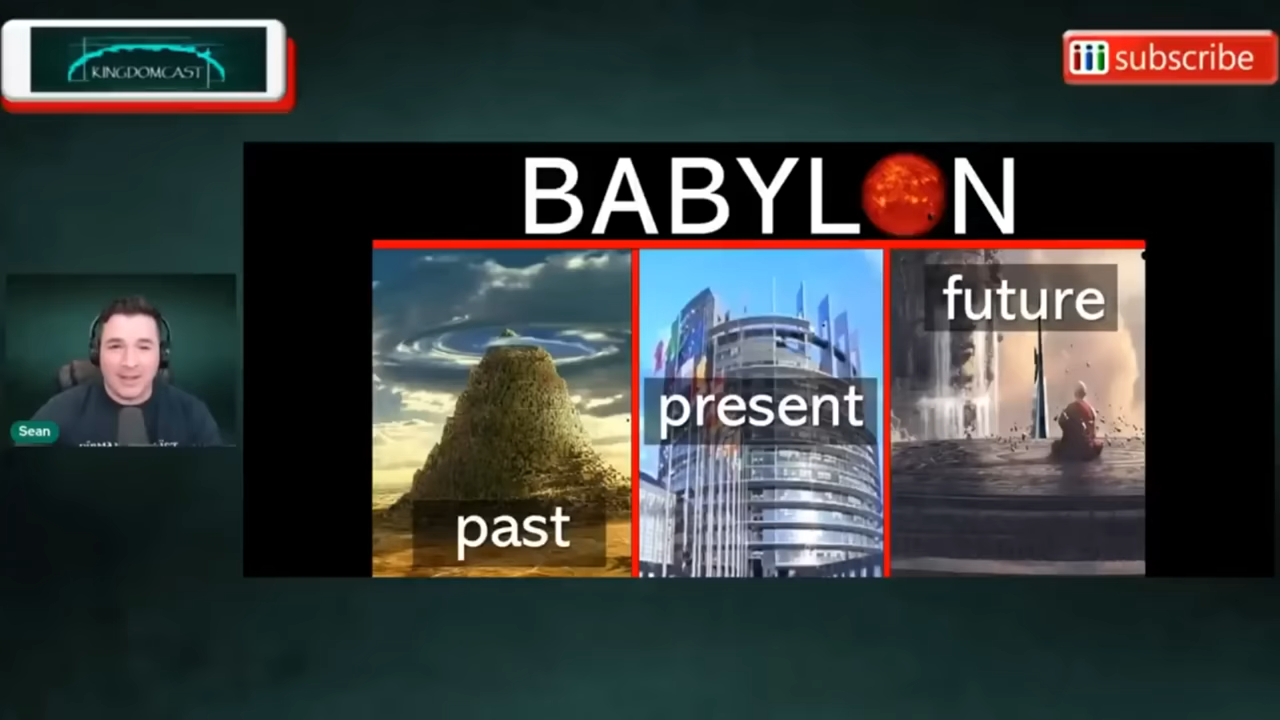 KINGDOMCAST
subscribe
BABYLON
future
present
past
Sean